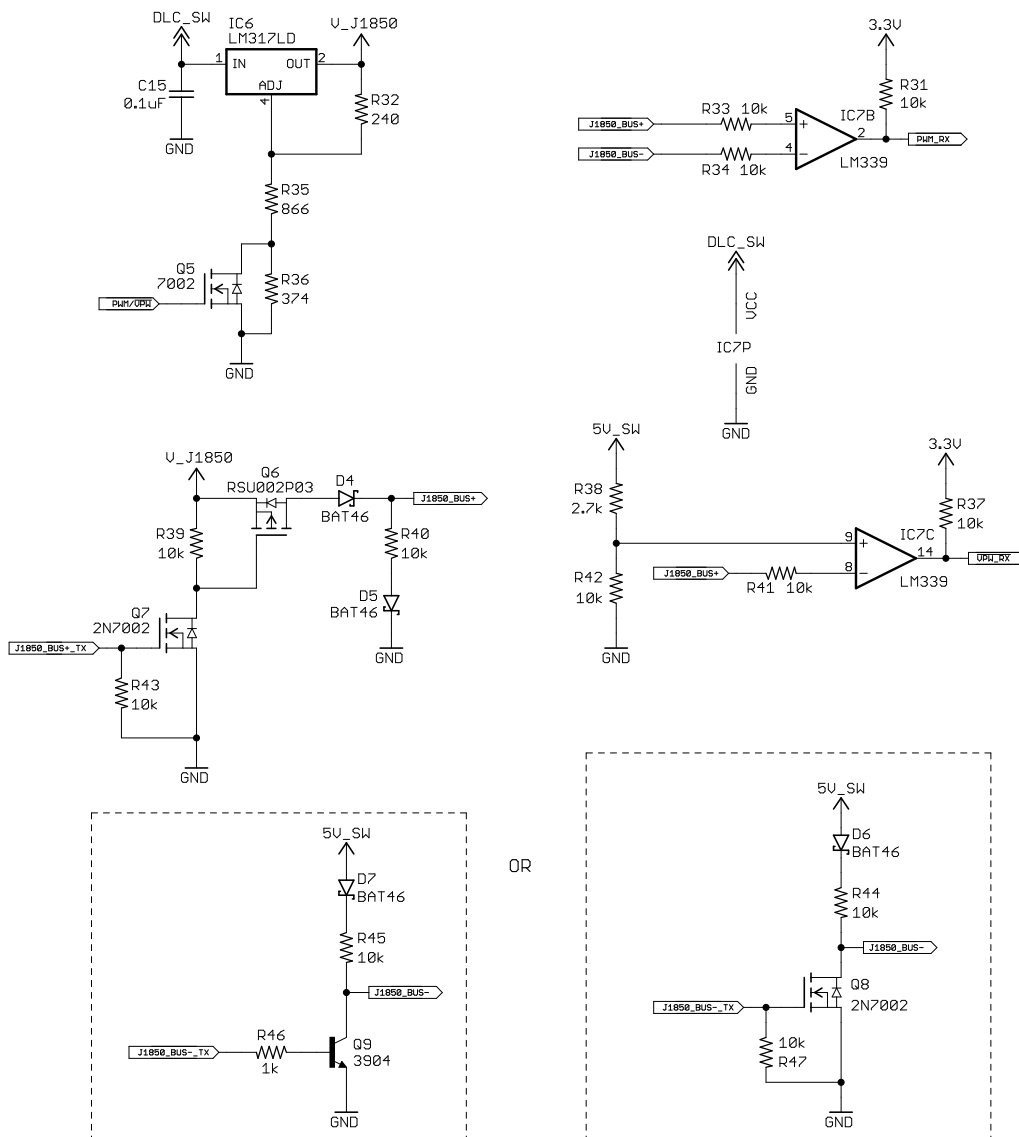 DLC_SW
IC6
LM317LD
V_J1850
1
IN
OUT
2
ADJ
4
C15
0.1uF
GND
R32
240
R35
866
Q5
7002
PWM/VPW
R36
374
GND
3.3V
R31
10k
J1850_BUS+
R33 10k
5
+
IC7B
2
PWM_RX
J1850_BUS-
4
-
R34 10k
LM339
DLC_SW
VCC
IC7P
GND
GND
V_J1850
Q6
RSU002P03
D4
BAT46
J1850_BUS+
R39
10k
R40
10k
D5
BAT46
GND
Q7
2N7002
J1850_BUS+_TX
R43
10k
GND
5V_SW
R38
2.7k
3.3V
R37
10k
9
+
IC7C
14
VPW_RX
R42
10k
J1850_BUS+
R41 10k
8
-
LM339
GND
5V_SW
D7
BAT46
R45
10k
J1850_BUS-
J1850_BUS-_TX
R46
1k
Q9
3904
GND
OR
5V_SW
D6
BAT46
R44
10k
J1850_BUS-
Q8
2N7002
J1850_BUS-_TX
10k
R47
GND